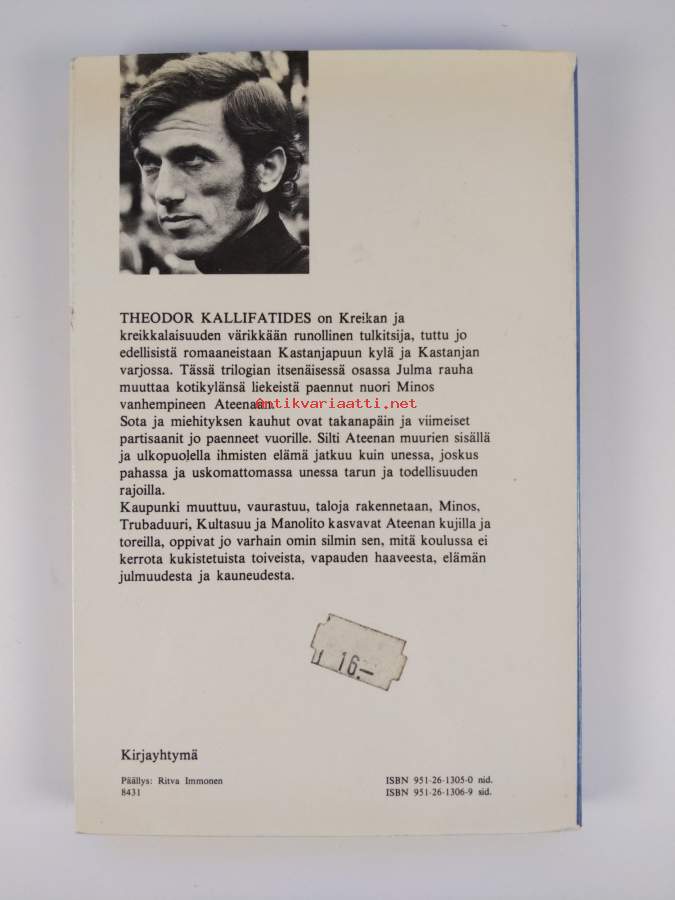 THEODOR KALLIFATIDES on Kreikan ja
kreikkalaisuuden värikkään runollinen tulkitsija, tuttu jo
edellisistä romaaneistaan Kastanjapuun kylä ja Kastanjan
varjossa. Tässä trilogian itsenäisessä osassa Julma rauha
muuttaa kotikylänsä liekeistä paennut nuori Minos
vanhempineen Ateenaan.
Antikvariaatti.net
Sota ja miehityksen kauhut ovat takanapäin ja viimeiset
partisaanit jo paenneet vuorille. Silti Ateenan muurien sisällä
ja ulkopuolella ihmisten elämä jatkuu kuin unessa, joskus
pahassa ja uskomattomassa unessa tarun ja todellisuuden
rajoilla.
Kaupunki muuttuu, vaurastuu, taloja rakennetaan, Minos,
Trubaduuri, Kultasuu ja Manolito kasvavat Ateenan kujilla ja
toreilla, oppivat jo varhain omin silmin sen, mitä koulussa ei
kerrota kukistetuista toiveista, vapauden haaveesta, elämän
julmuudesta ja kauneudesta.
16.—
Kirjayhtymä
Päällys: Ritva Immonen
8431
ISBN 951-26-1305-0 nid.
ISBN 951-26-1306-9 sid.